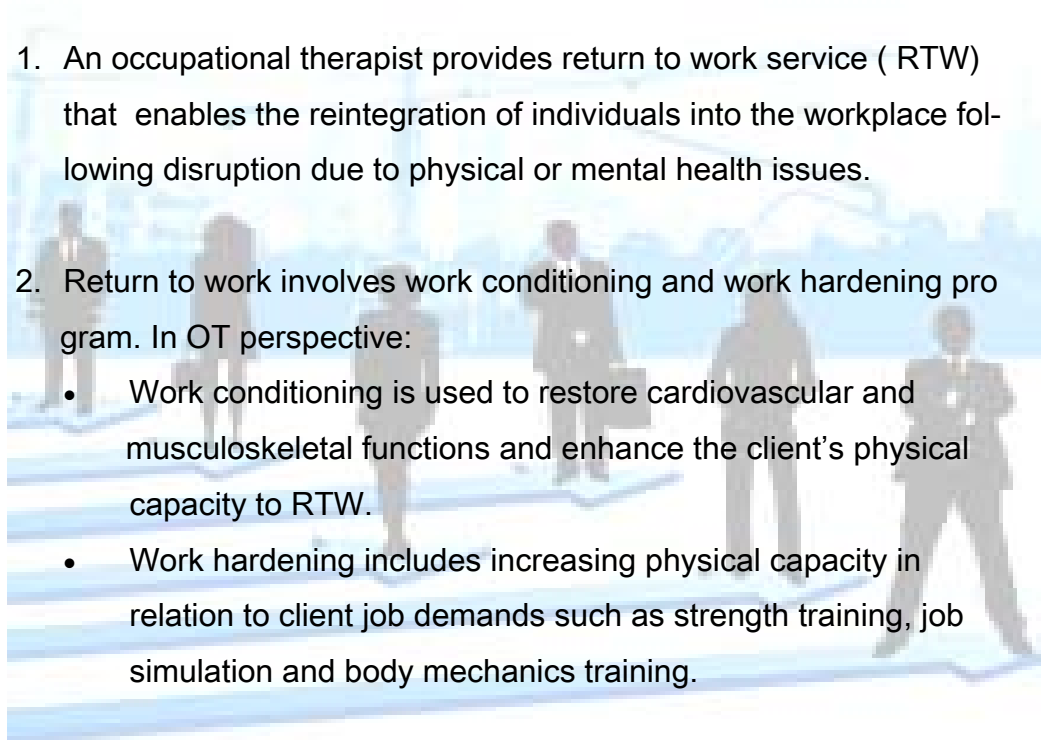 1. An occupational therapist provides return to work service ( RTW)
that enables the reintegration of individuals into the workplace fol-
lowing disruption due to physical or mental health issues.
2. Return to work involves work conditioning and work hardening pro
gram. In OT perspective:
• Work conditioning is used to restore cardiovascular and
musculoskeletal functions and enhance the client’s physical
capacity to RTW.
• Work hardening includes increasing physical capacity in
relation to client job demands such as strength training, job
simulation and body mechanics training.